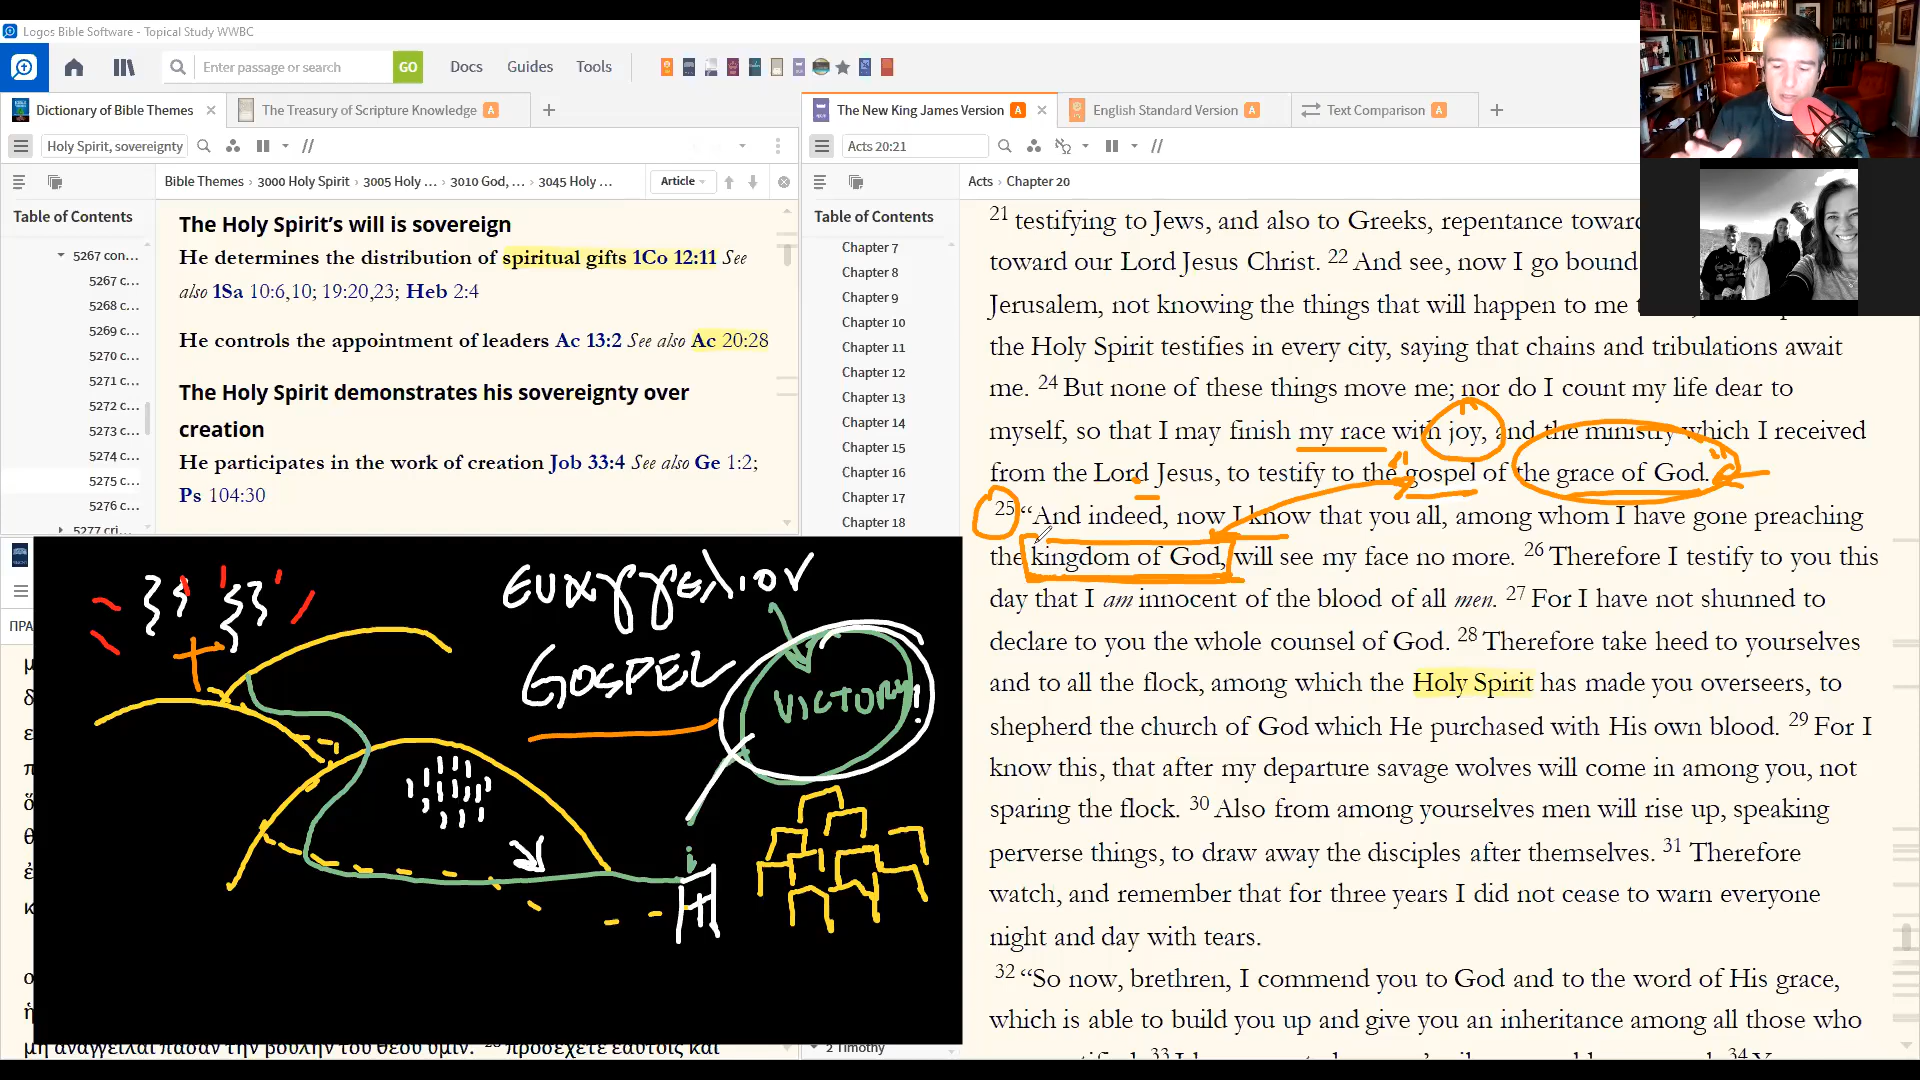 Logos Bible Software - Topical Study WWBC
Enter passage or search
GO
Docs
Guides
Tools
Dictionary of Bible Themes
The Treasury of Scripture Knowledge A
Holy Spirit, sovereignty
Bible Themes › 3000 Holy Spirit › 3005 Holy ... › 3010 God, ... › 3045 Holy ...
Article
Table of Contents
5267 con...
5267 c...
5268 c...
5269 c...
5270 c...
5271 c...
5272 c...
5273 c...
5274 c...
5275 c...
5276 c...
5277 cri...
The Holy Spirit’s will is sovereign
He determines the distribution of spiritual gifts 1Co 12:11 See
also 1Sa 10:6,10; 19:20,23; Heb 2:4
He controls the appointment of leaders Ac 13:2 See also Ac 20:28
The Holy Spirit demonstrates his sovereignty over
creation
He participates in the work of creation Job 33:4 See also Ge 1:2;
Ps 104:30
ευαγγελιον
GOSPEL
VICTORY!
ΠΡΑ
μὴ ἀναγγεῖλαι πᾶσαν τὴν βουλὴν τοῦ θεοῦ ὑμῖν. 28 προσέχετε ἑαυτοῖς καὶ
The New King James Version A
English Standard Version A
Text Comparison A
Acts 20:21
Acts › Chapter 20
Table of Contents
Chapter 7
Chapter 8
Chapter 9
Chapter 10
Chapter 11
Chapter 12
Chapter 13
Chapter 14
Chapter 15
Chapter 16
Chapter 17
Chapter 18
2 Timothy
21 testifying to Jews, and also to Greeks, repentance toward
toward our Lord Jesus Christ. 22 And see, now I go bound
Jerusalem, not knowing the things that will happen to me
the Holy Spirit testifies in every city, saying that chains and tribulations await
me. 24 But none of these things move me; nor do I count my life dear to
myself, so that I may finish my race with joy, and the ministry which I received
from the Lord Jesus, to testify to the gospel of the grace of God.
25 “And indeed, now I know that you all, among whom I have gone preaching
the kingdom of God, will see my face no more. 26 Therefore I testify to you this
day that I am innocent of the blood of all men. 27 For I have not shunned to
declare to you the whole counsel of God. 28 Therefore take heed to yourselves
and to all the flock, among which the Holy Spirit has made you overseers, to
shepherd the church of God which He purchased with His own blood. 29 For I
know this, that after my departure savage wolves will come in among you, not
sparing the flock. 30 Also from among yourselves men will rise up, speaking
perverse things, to draw away the disciples after themselves. 31 Therefore
watch, and remember that for three years I did not cease to warn everyone
night and day with tears.
32 “So now, brethren, I commend you to God and to the word of His grace,
which is able to build you up and give you an inheritance among all those who